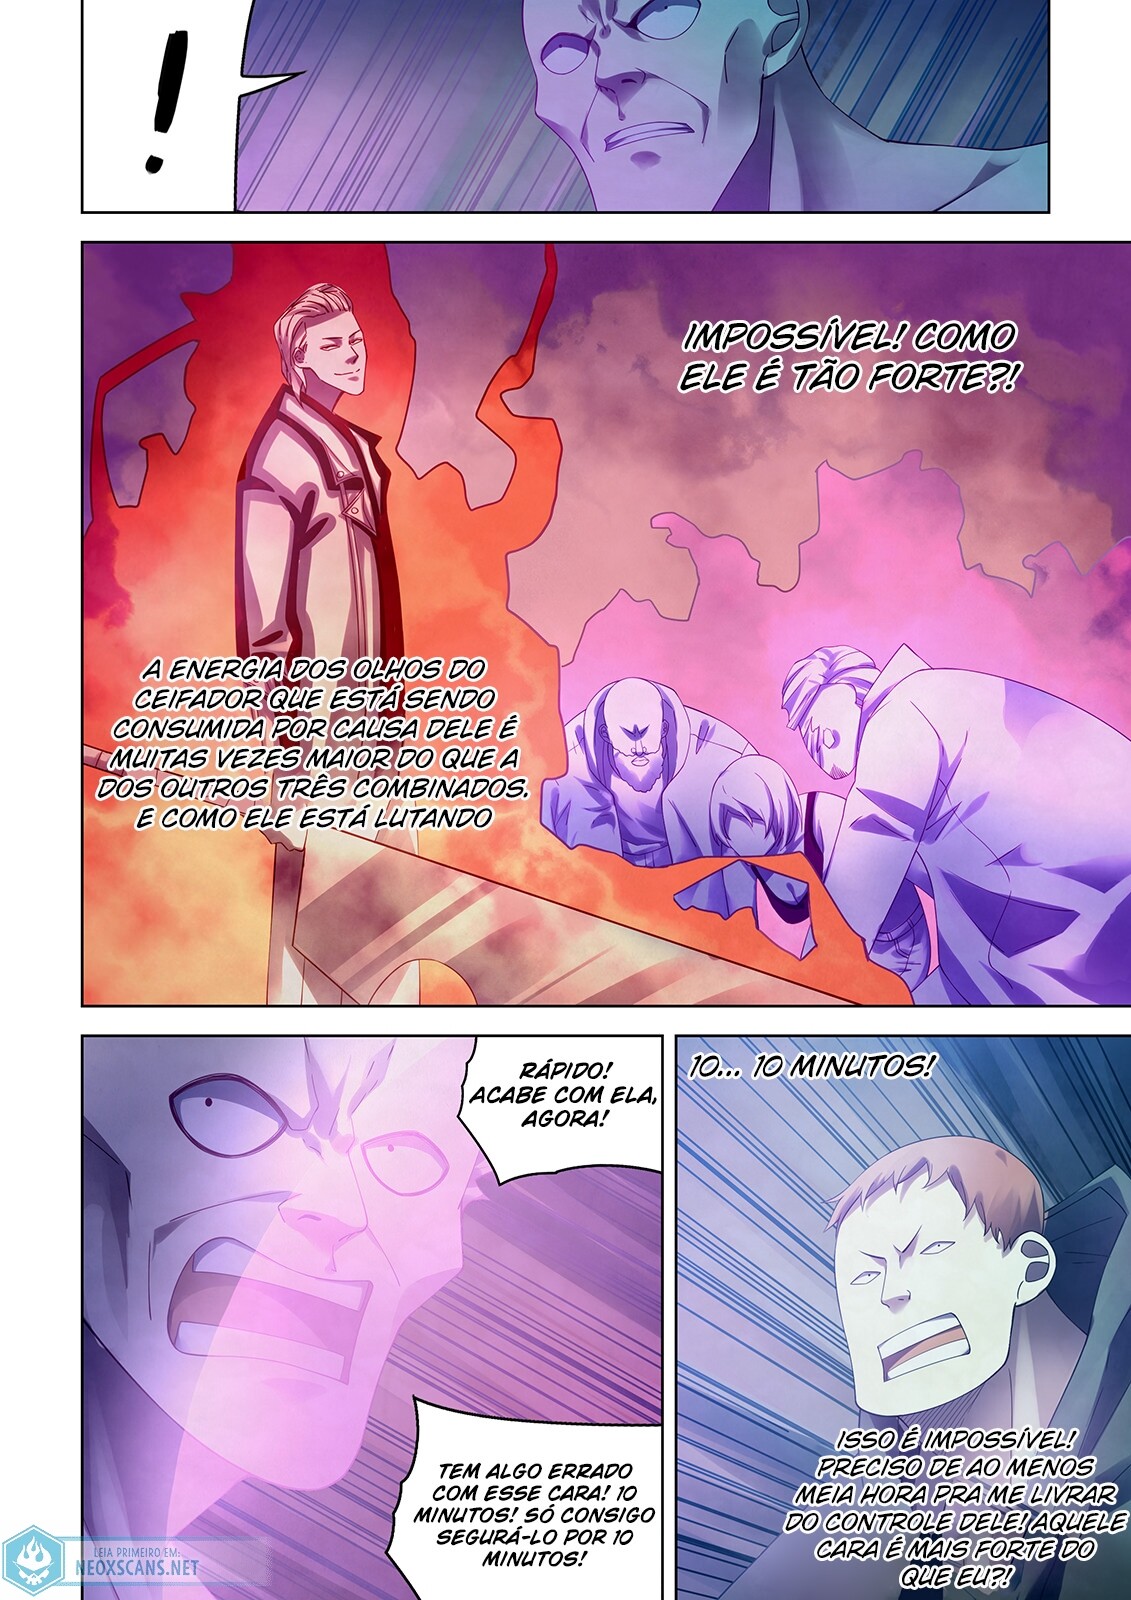 !
IMPOSSÍVEL! COMO
ELE É TÃO FORTE?!
A ENERGIA DOS OLHOS DO
CEIFADOR QUE ESTÁ SENDO
CONSUMIDA POR CAUSA DELE É
MUITAS VEZES MAIOR DO QUE A
DOS OUTROS TRÊS COMBINADOS.
E COMO ELE ESTÁ LUTANDO
RÁPIDO!
ACABE COM ELA,
AGORA!
TEM ALGO ERRADO
COM ESSE CARA! 10
MINUTOS! SÓ CONSIGO
SEGURÁ-LO POR 10
MINUTOS!
10... 10 MINUTOS!
ISSO É IMPOSSÍVEL!
PRECISO DE AO MENOS
MEIA HORA PRA ME LIVRAR
DO CONTROLE DELE! AQUELE
CARA É MAIS FORTE DO
QUE EU?!
LEIA PRIMEIRO EM:
NEOXSCANS.NET